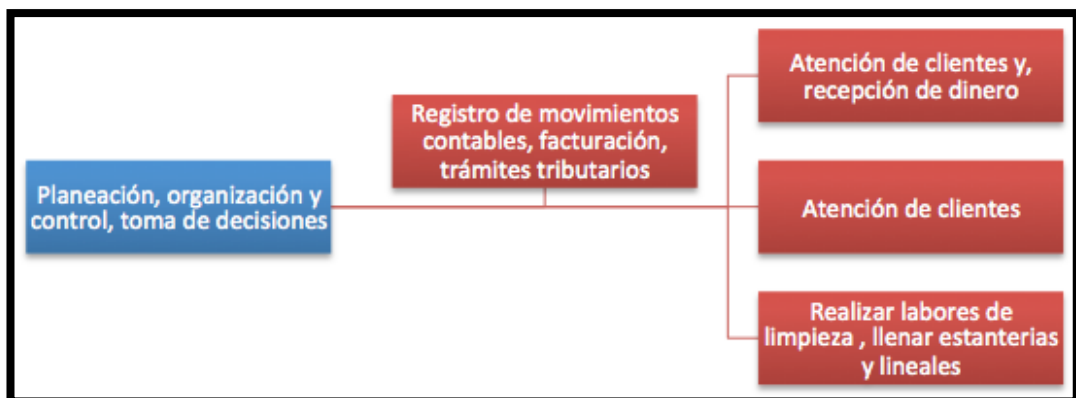 Planeación, organización y
control, toma de decisiones
Registro de movimientos
contables, facturación,
trámites tributarios
Atención de clientes y,
recepción de dinero
Atención de clientes
Realizar labores de
limpieza , llenar estanterias
y lineales